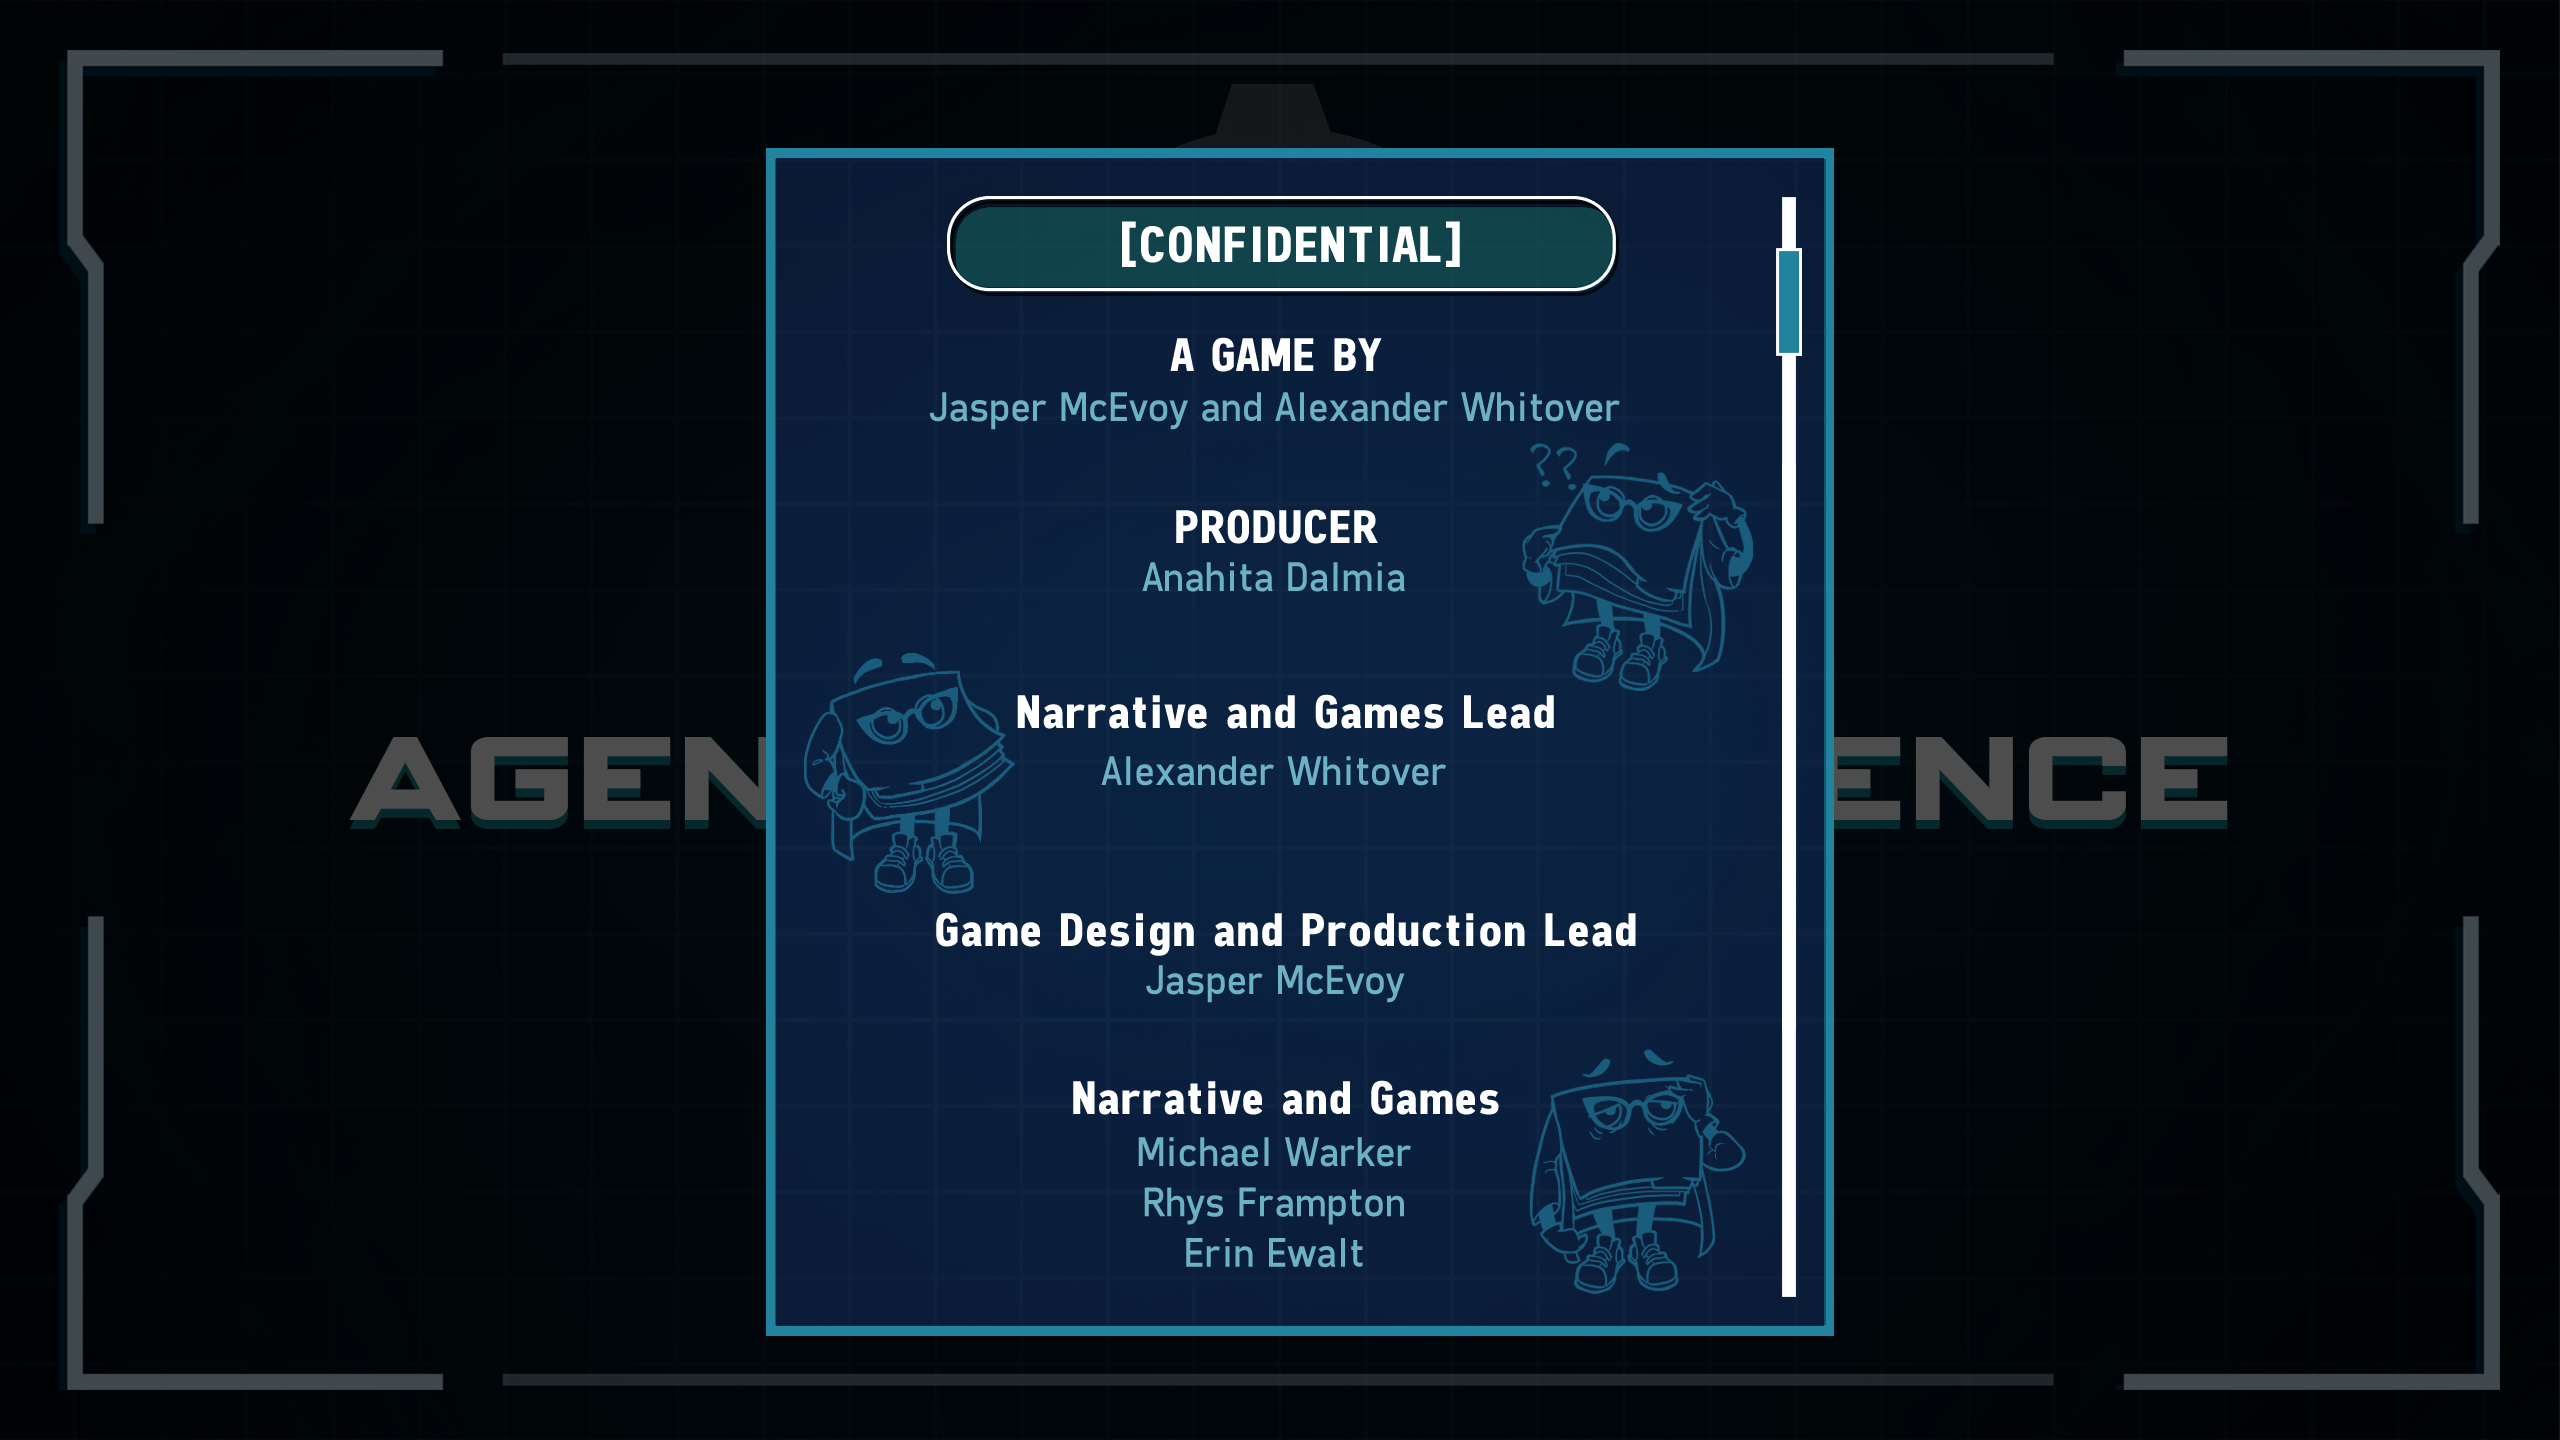 [CONFIDENTIAL]
A GAME BY
Jasper McEvoy and Alexander Whitover
??
PRODUCER
Anahita Dalmia
Narrative and Games Lead
Alexander Whitover
AGEN
ENCE
Game Design and Production Lead
Jasper McEvoy
Narrative and Games
Michael Warker
Rhys Frampton
Erin Ewalt